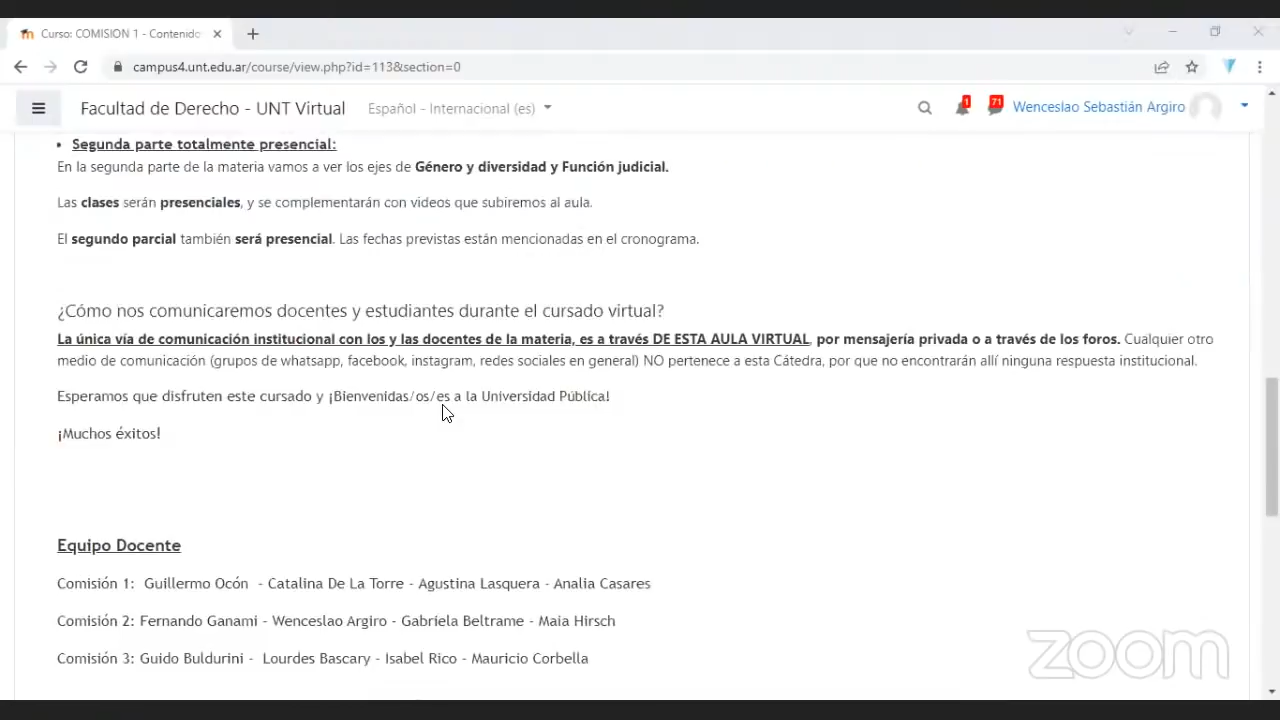 Curso: COMISION 1 - Contenido
campus4.unt.edu.ar/course/view.php?id=113&section=0
Facultad de Derecho - UNT Virtual Español - Internacional (es) 1 71 Wenceslao Sebastián Argiro
• Segunda parte totalmente presencial:
En la segunda parte de la materia vamos a ver los ejes de Género y diversidad y Función judicial.
Las clases serán presenciales, y se complementarán con videos que subiremos al aula.
El segundo parcial también será presencial. Las fechas previstas están mencionadas en el cronograma.
¿Cómo nos comunicaremos docentes y estudiantes durante el cursado virtual?
La única vía de comunicación institucional con los y las docentes de la materia, es a través DE ESTA AULA VIRTUAL, por mensajería privada o a través de los foros. Cualquier otro
medio de comunicación (grupos de whatsapp, facebook, instagram, redes sociales en general) NO pertenece a esta Cátedra, por que no encontrarán allí ninguna respuesta institucional.
Esperamos que disfruten este cursado y ¡Bienvenidas/os/es a la Universidad Pública!
¡Muchos éxitos!
Equipo Docente
Comisión 1: Guillermo Ocón - Catalina De La Torre - Agustina Lasquera - Analia Casares
Comisión 2: Fernando Ganami - Wenceslao Argiro - Gabriela Beltrame - Maia Hirsch
Comisión 3: Guido Buldurini - Lourdes Bascary - Isabel Rico - Mauricio Corbella
zoom